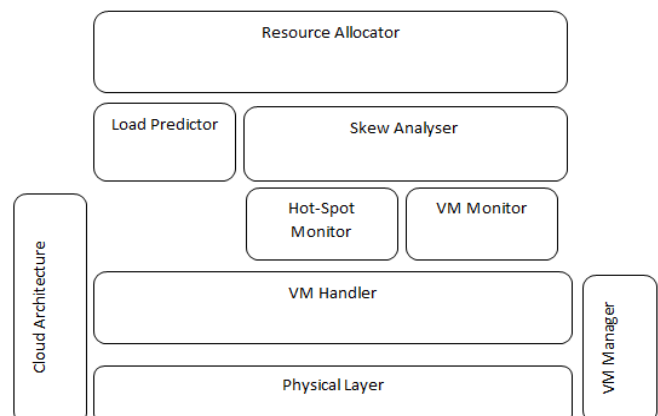 Resource Allocator
Load Predictor
Skew Analyser
Hot-Spot
Monitor
VM Monitor
VM Handler
Physical Layer
Cloud Architecture
VM Manager